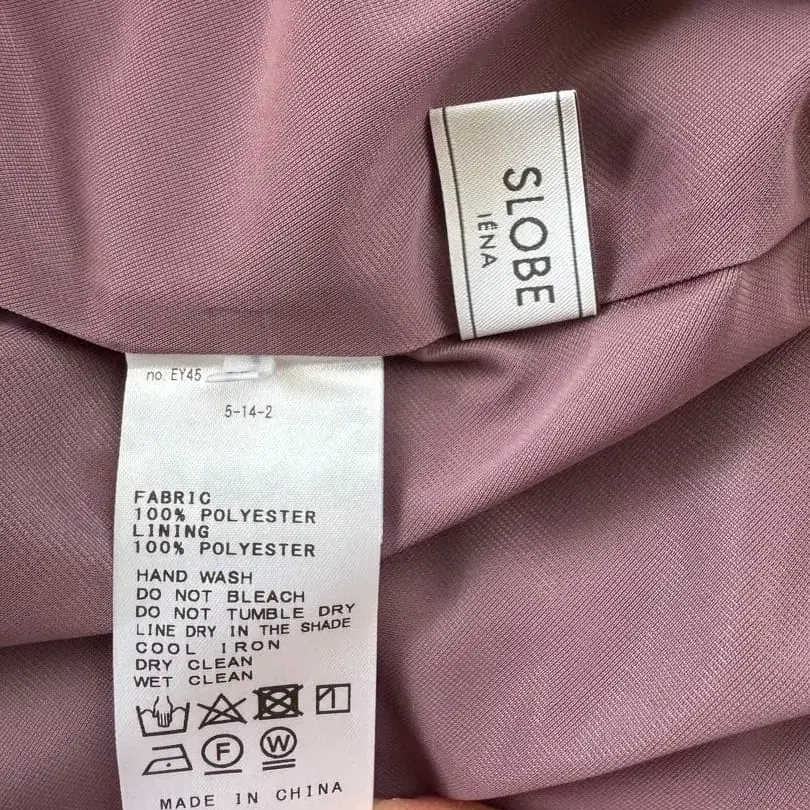 SLOBE
IÉNA
no. EY45
5-14-2
FABRIC
100% POLYESTER
LINING
100% POLYESTER
HAND WASH
DO NOT BLEACH
DO NOT TUMBLE DRY
LINE DRY IN THE SHADE
COOL IRON
DRY CLEAN
WET CLEAN
F W
MADE IN CHINA